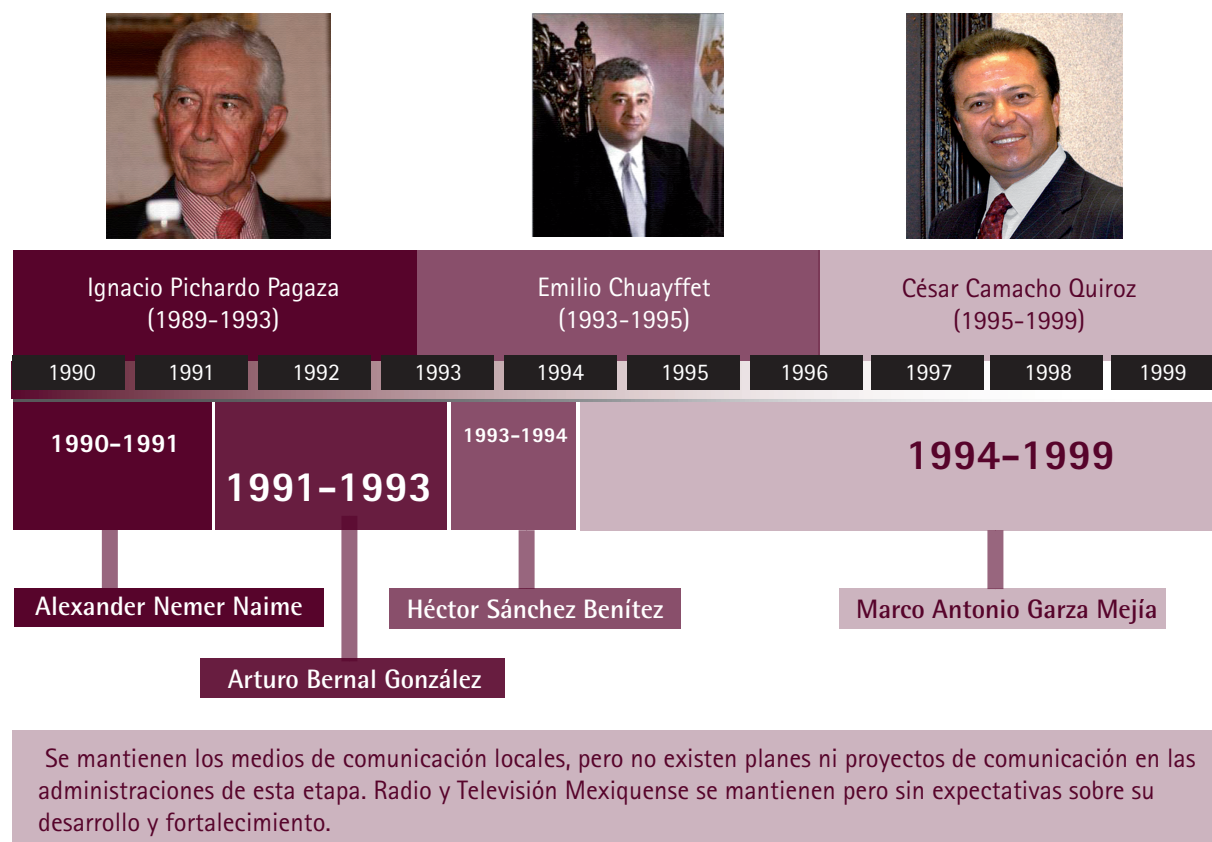 Ignacio Pichardo Pagaza
(1989-1993)
Emilio Chuayffet
(1993-1995)
César Camacho Quiroz
(1995-1999)
1990 1991 1992 1993 1994 1995 1996 1997 1998 1999
1990-1991
1991-1993
1993-1994
1994-1999
Alexander Nemer Naime
Héctor Sánchez Benítez
Marco Antonio Garza Mejía
Arturo Bernal González
Se mantienen los medios de comunicación locales, pero no existen planes ni proyectos de comunicación en las
administraciones de esta etapa. Radio y Televisión Mexiquense se mantienen pero sin expectativas sobre su
desarrollo y fortalecimiento.